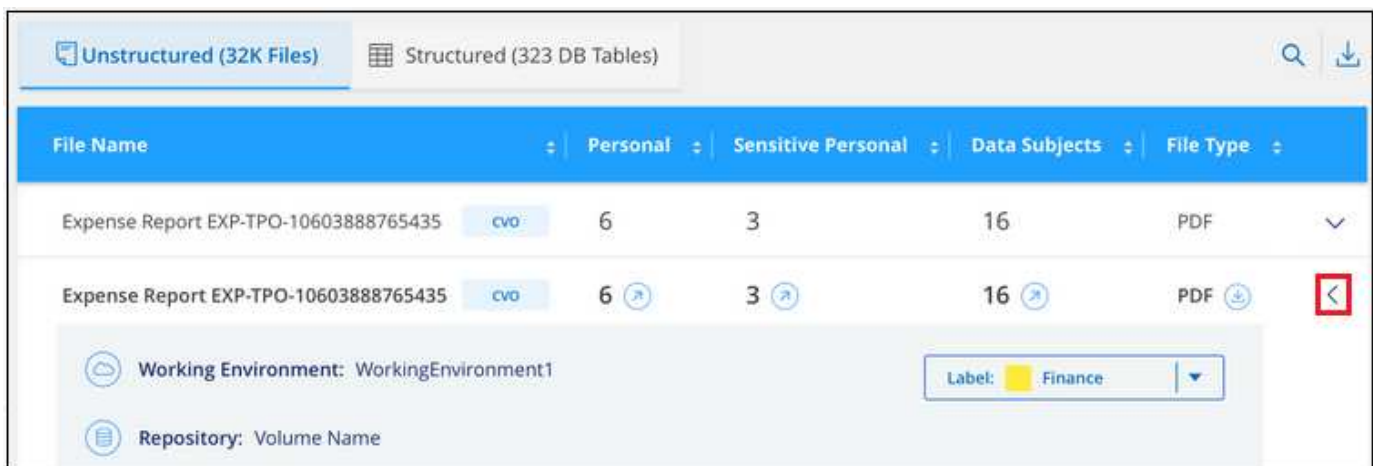 Unstructured (32K Files) Structured (323 DB Tables)
File Name Personal Sensitive Personal Data Subjects File Type
Expense Report EXP-TPO-10603888765435 CVO 6 3 16 PDF
Expense Report EXP-TPO-10603888765435 CVO 6 3 16 PDF
Working Environment: WorkingEnvironment1 Label: Finance
Repository: Volume Name